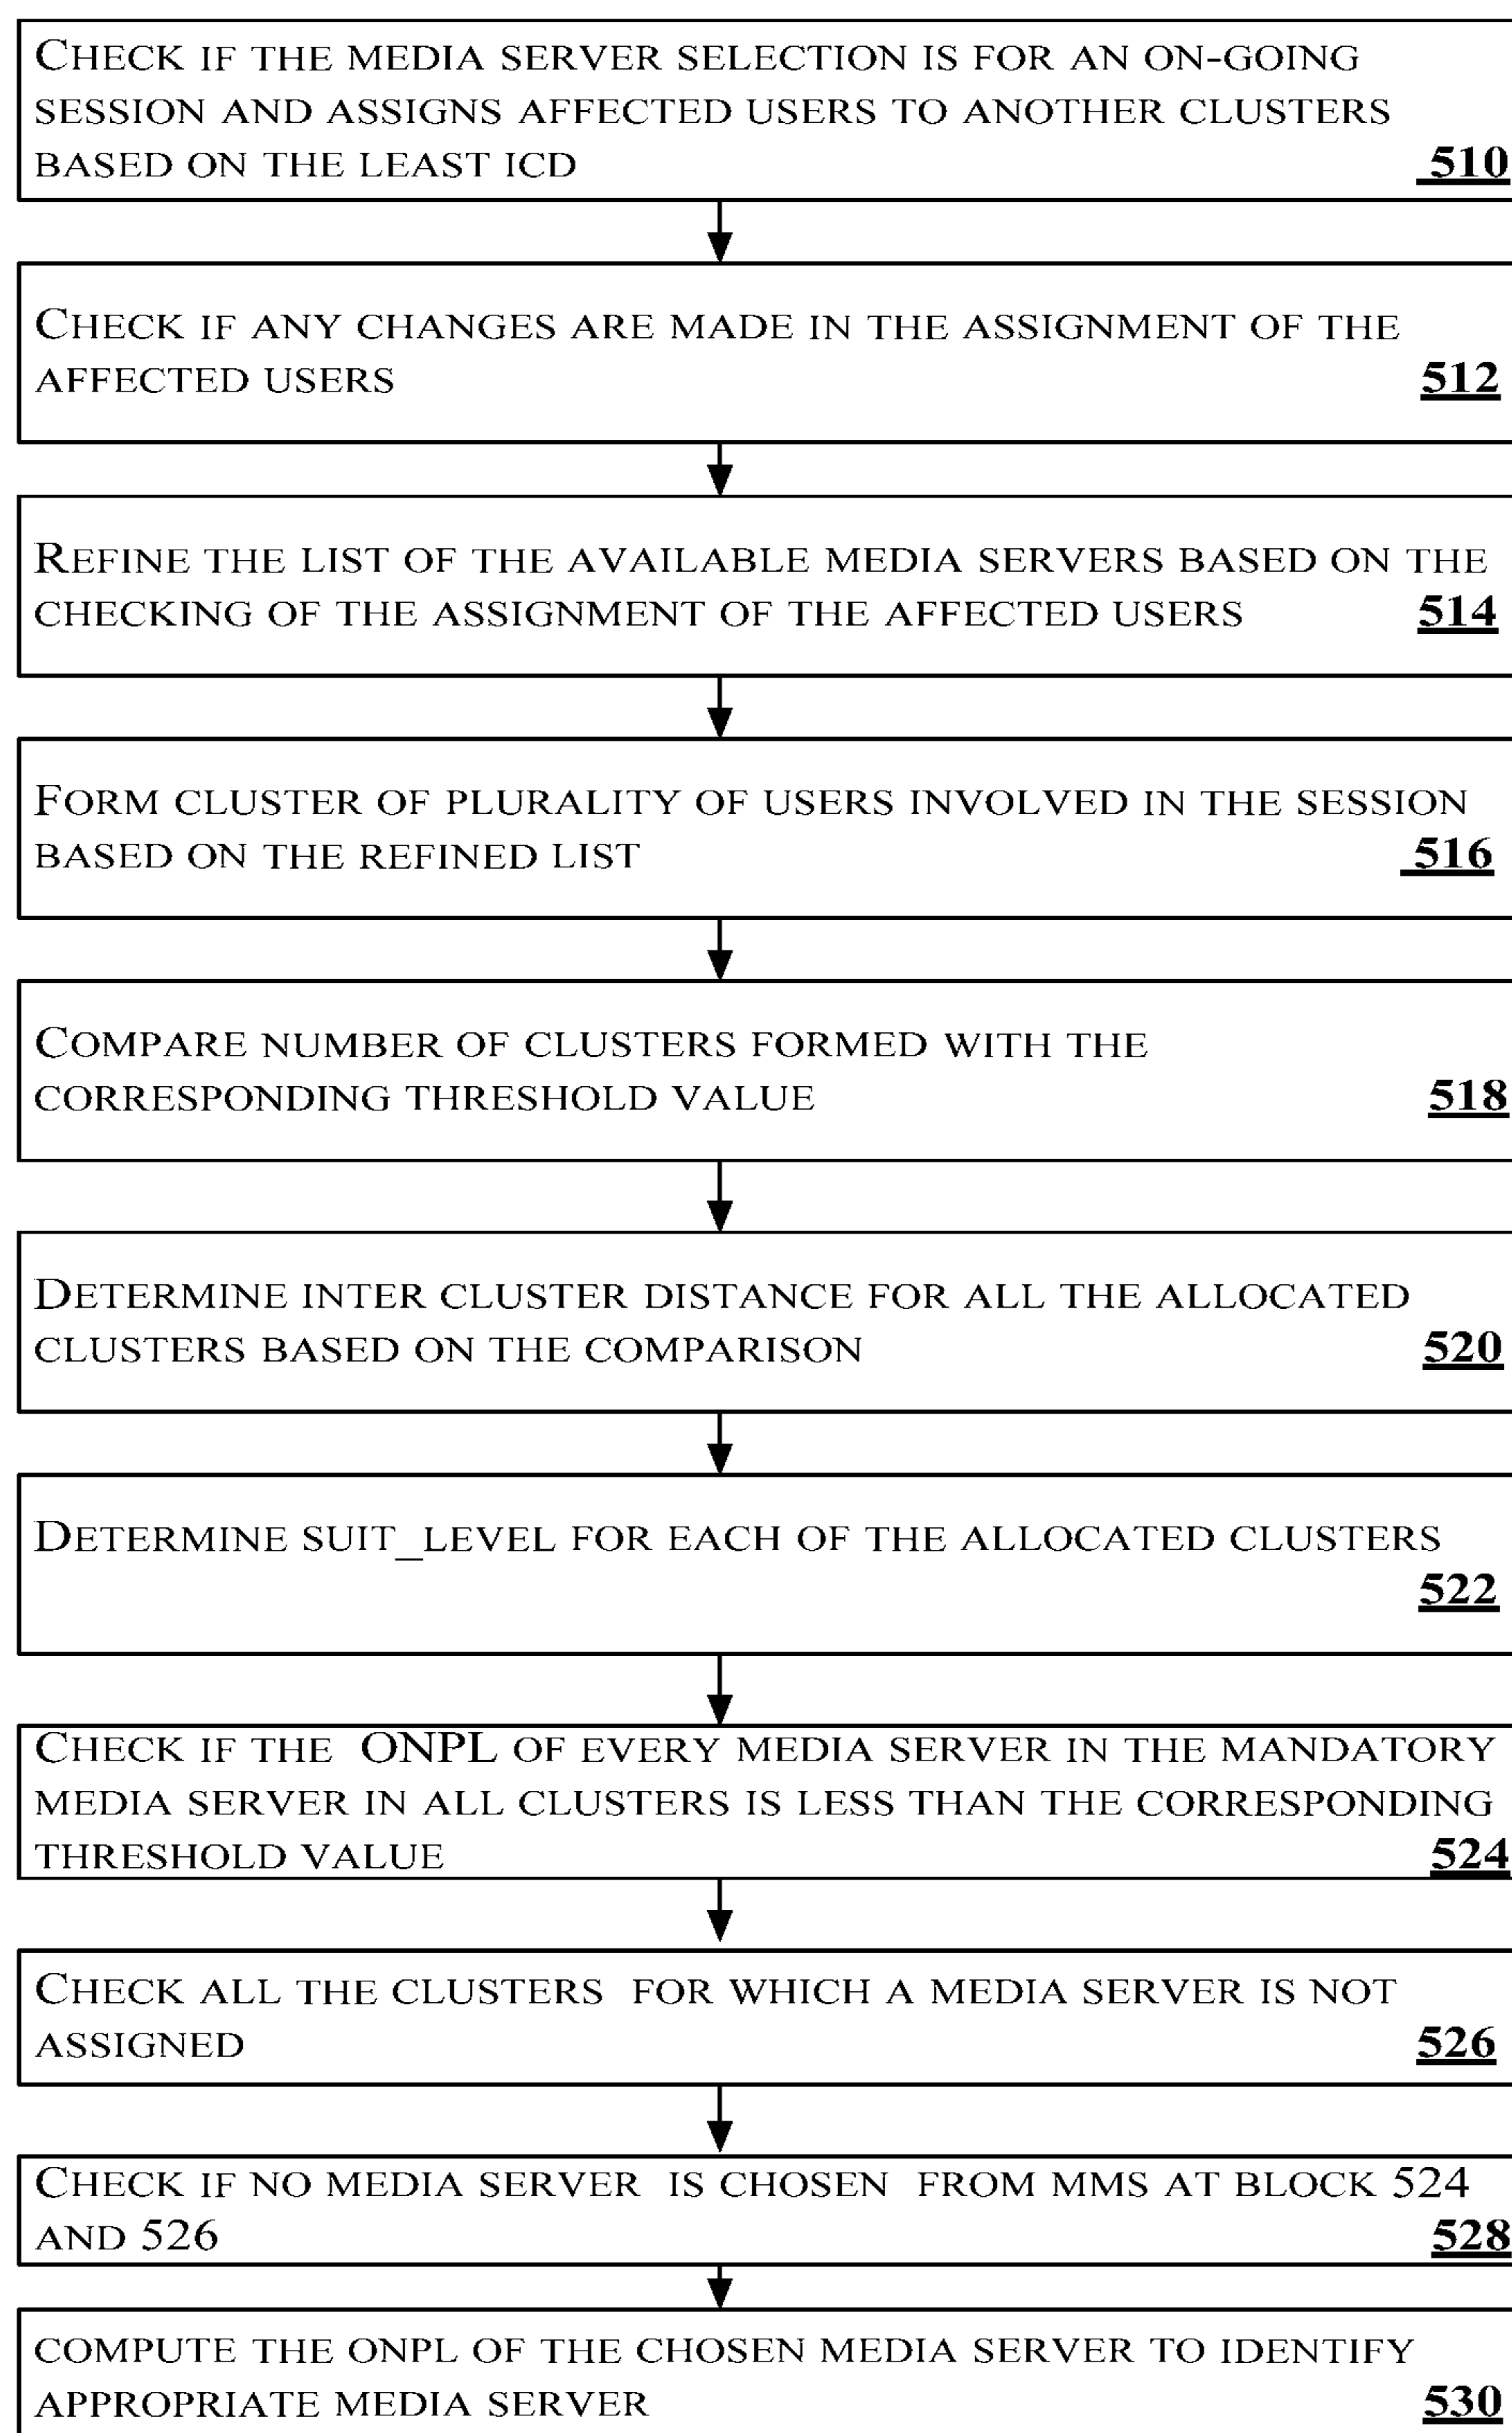 CHECK IF THE MEDIA SERVER SELECTION IS FOR AN ON-GOING
SESSION AND ASSIGNS AFFECTED USERS TO ANOTHER CLUSTERS
BASED ON THE LEAST ICD 510
CHECK IF ANY CHANGES ARE MADE IN THE ASSIGNMENT OF THE
AFFECTED USERS 512
REFINE THE LIST OF THE AVAILABLE MEDIA SERVERS BASED ON THE
CHECKING OF THE ASSIGNMENT OF THE AFFECTED USERS 514
FORM CLUSTER OF PLURALITY OF USERS INVOLVED IN THE SESSION
BASED ON THE REFINED LIST 516
COMPARE NUMBER OF CLUSTERS FORMED WITH THE
CORRESPONDING THRESHOLD VALUE 518
DETERMINE INTER CLUSTER DISTANCE FOR ALL THE ALLOCATED
CLUSTERS BASED ON THE COMPARISON 520
DETERMINE SUIT_LEVEL FOR EACH OF THE ALLOCATED CLUSTERS
522
CHECK IF THE ONPL OF EVERY MEDIA SERVER IN THE MANDATORY
MEDIA SERVER IN ALL CLUSTERS IS LESS THAN THE CORRESPONDING
THRESHOLD VALUE 524
CHECK ALL THE CLUSTERS FOR WHICH A MEDIA SERVER IS NOT
ASSIGNED 526
CHECK IF NO MEDIA SERVER IS CHOSEN FROM MMS AT BLOCK 524
AND 526 528
COMPUTE THE ONPL OF THE CHOSEN MEDIA SERVER TO IDENTIFY
APPROPRIATE MEDIA SERVER 530